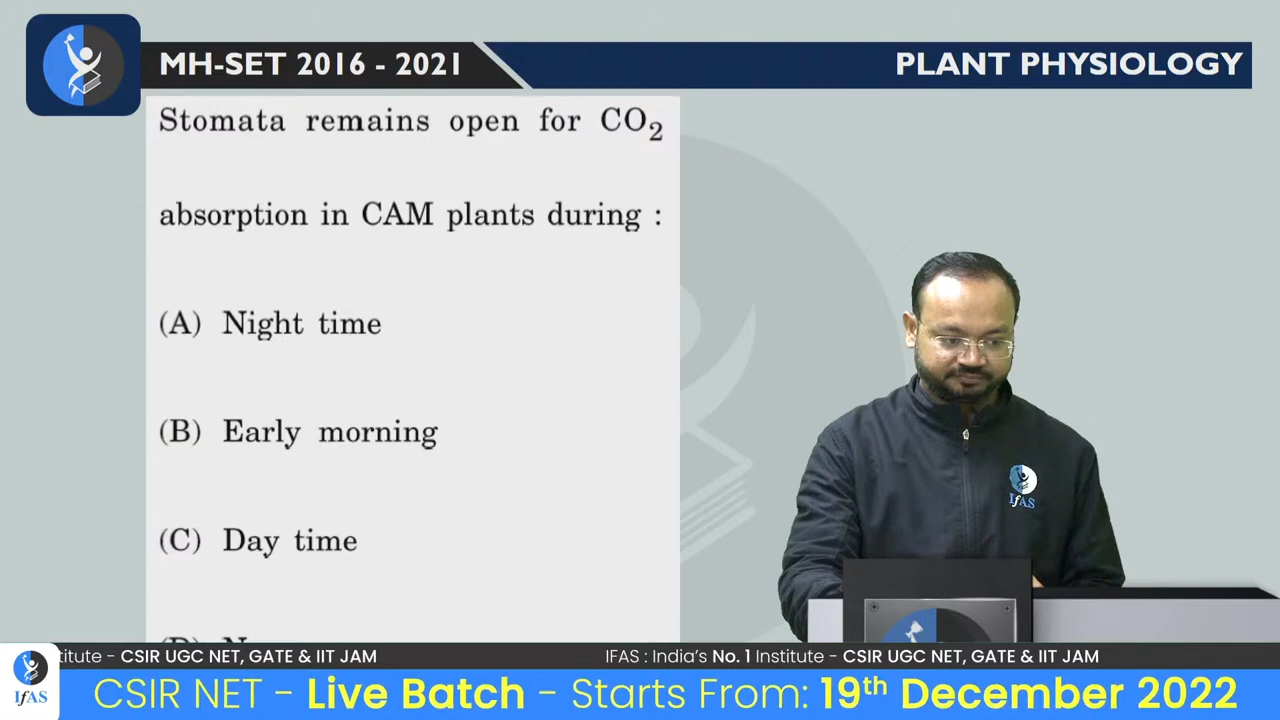 MH-SET 2016 - 2021
PLANT PHYSIOLOGY
Stomata remains open for CO2
absorption in CAM plants during :
(A) Night time
(B) Early morning
(C) Day time
IfAS
titute - CSIR UGC NET, GATE & IIT JAM
IFAS : India's No. 1 Institute - CSIR UGC NET, GATE & IIT JAM
IfAS
CSIR NET - Live Batch - Starts From: 19th December 2022